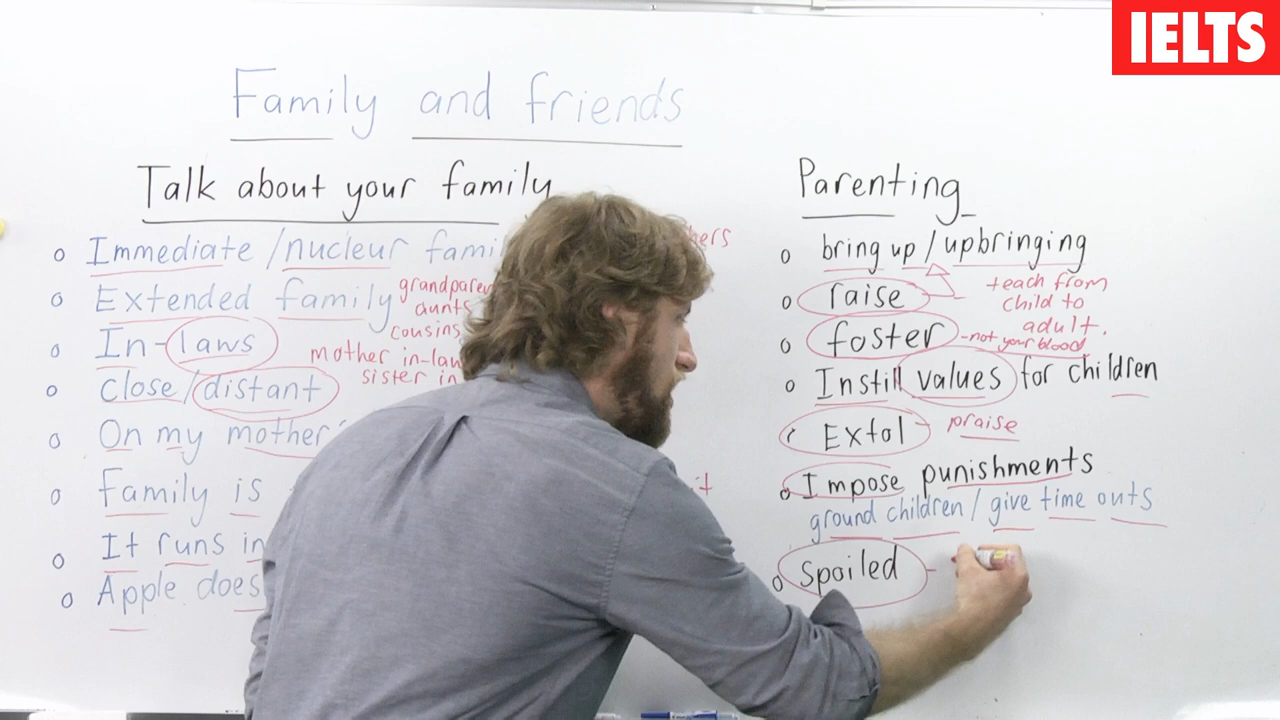 IELTS
Family and friends
Talk about your family
o Immediate / nucleur fami
o Extended family
grandparen
aunts
cousins
o In-laws
mother in-law
sister in
o close / distant
o On my mother'
o Family is
o It runs in
o Apple does
hers
Parenting
o bring up / upbringing
o raise
teach from
child to
adult.
o foster - not your blood
o Instill values for children
Extol - praise
o Impose punishments
ground children / give time outs
o Spoiled -